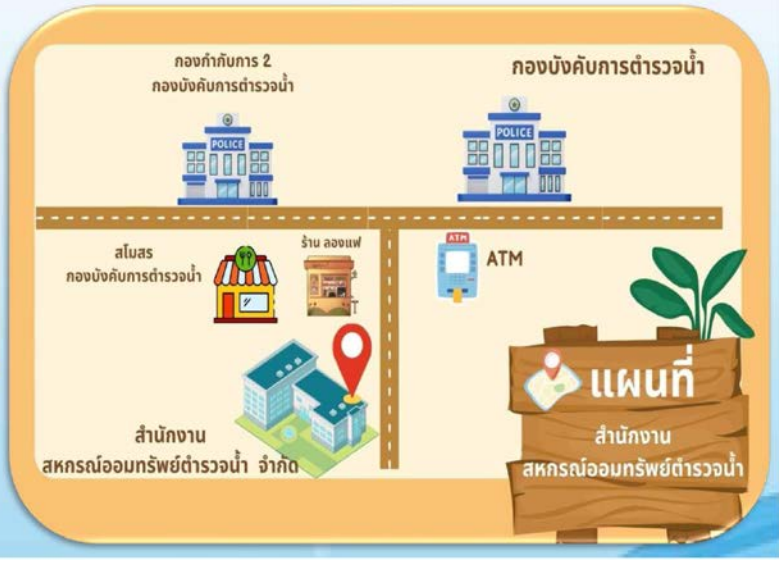 กองกำกับการ 2
กองบังคับการตำรวจน้ำ
กองบังคับการตำรวจน้ำ
POLICE
POLICE
สโมสร
กองบังคับการตำรวจน้ำ
ร้าน ลองแฟ
ATM
ATM
แผนที่
สำนักงาน
สหกรณ์ออมทรัพย์ตำรวจน้ำ จำกัด
สำนักงาน
สหกรณ์ออมทรัพย์ตำรวจน้ำ